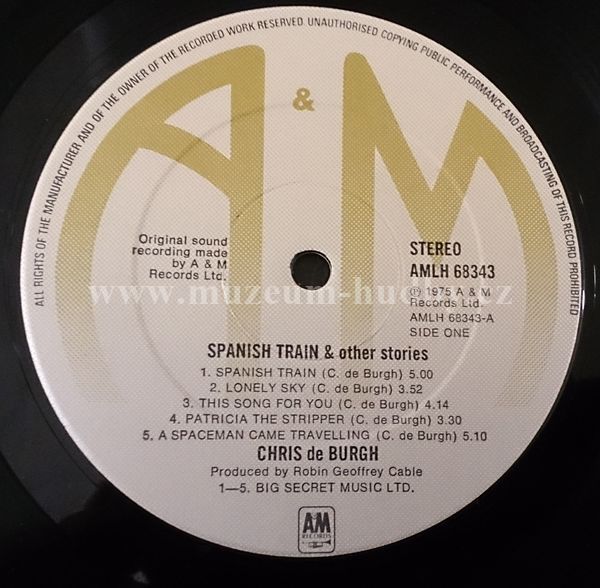 ALL RIGHTS OF THE MANUFACTURER AND OF THE OWNER OF THE RECORDED WORK RESERVED. UNAUTHORISED COPYING PUBLIC PERFORMANCE AND BROADCASTING OF THIS RECORD PROHIBITED
A & M
Original sound
recording made
by A & M
Records Ltd.
STEREO
AMLH 68343
℗ 1975 A & M
Records Ltd.
AMLH 68343-A
SIDE ONE
SPANISH TRAIN & other stories
1. SPANISH TRAIN (C. de Burgh) 5.00
2. LONELY SKY (C. de Burgh) 3.52
3. THIS SONG FOR YOU (C. de Burgh) 4.14
4. PATRICIA THE STRIPPER (C. de Burgh) 3.30
5. A SPACEMAN CAME TRAVELLING (C. de Burgh) 5.10
CHRIS de BURGH
Produced by Robin Geoffrey Cable
1—5. BIG SECRET MUSIC LTD.
AM
RECORDS